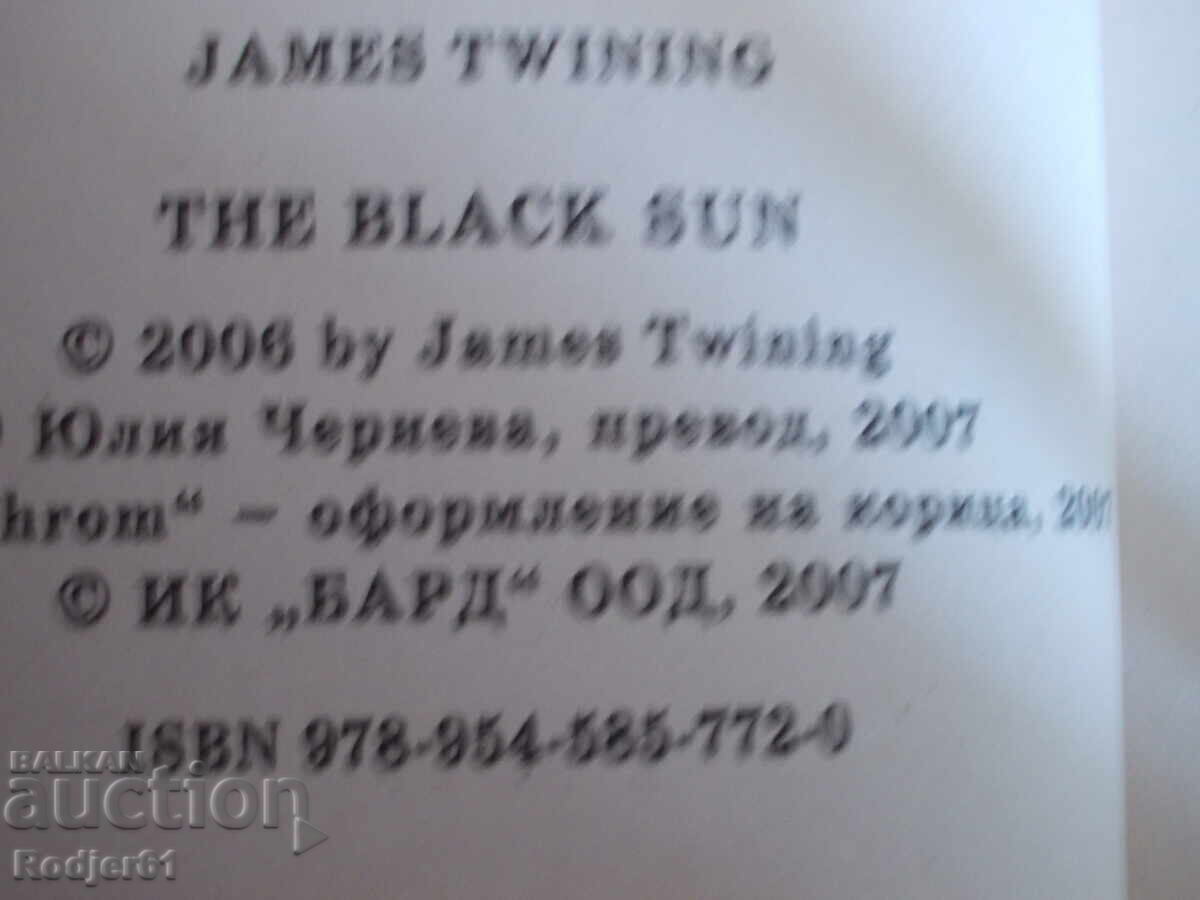 JAMES TWINING
THE BLACK SUN
© 2006 by James Twining
Юлия Чернева, превод, 2007
hrom“ – оформление на корица, 2007
© ИК „БАРД“ ООД, 2007
ISBN 978-954-585-772-0
BALKAN
auction
Rodjer61